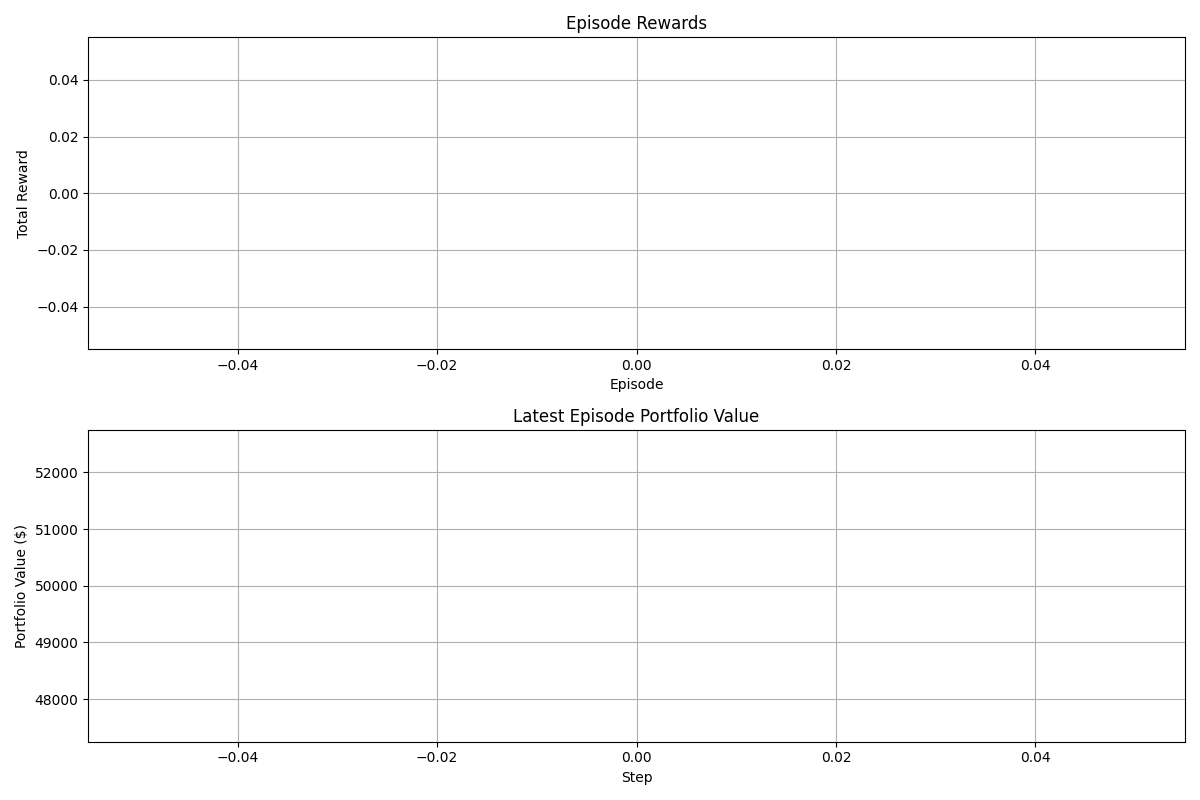 Episode Rewards
Total Reward
0.04
0.02
0.00
−0.02
−0.04
−0.04 −0.02 0.00 0.02 0.04
Episode
Latest Episode Portfolio Value
Portfolio Value ($)
52000
51000
50000
49000
48000
−0.04 −0.02 0.00 0.02 0.04
Step